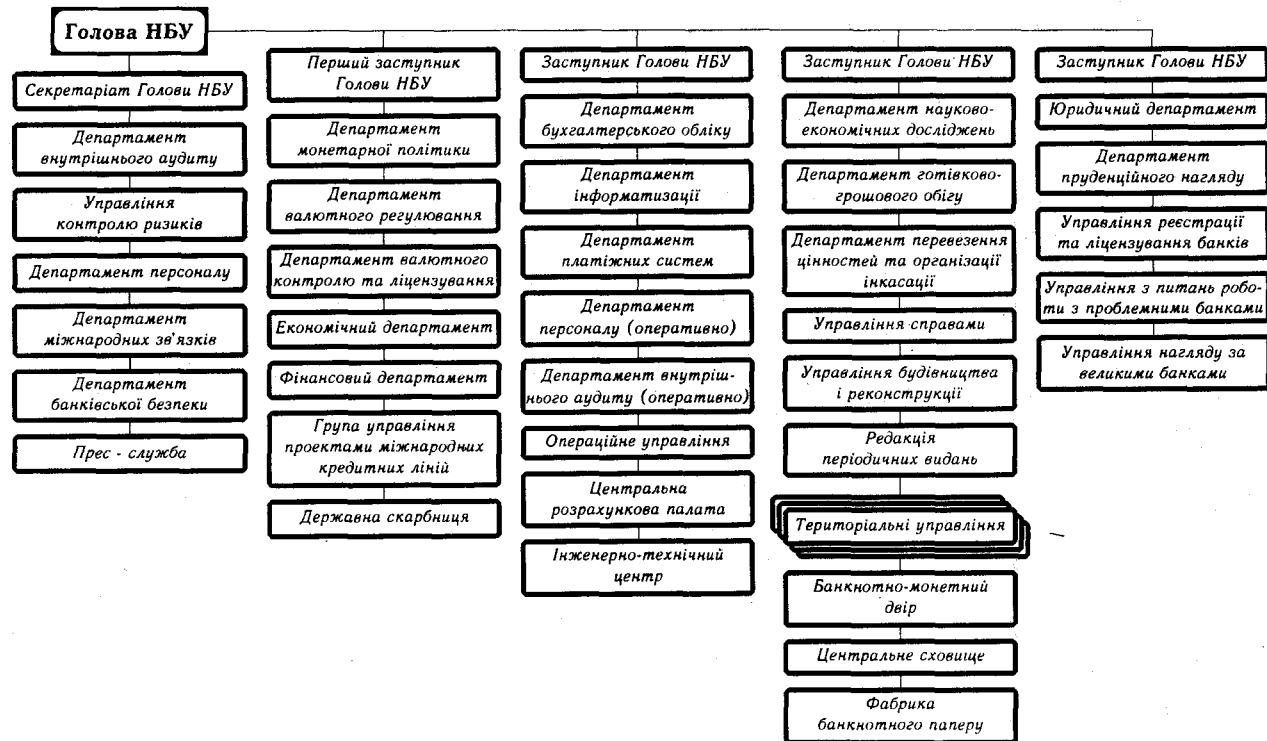 Голова НБУ
Секретаріат Голови НБУ
Департамент
внутрішнього аудиту
Управління
контролю ризиків
Департамент персоналу
Департамент
міжнародних зв'язків
Департамент
банківської безпеки
Прес - служба
Перший заступник
Голови НБУ
Департамент
монетарної політики
Департамент
валютного регулювання
Департамент валютного
контролю та ліцензування
Економічний департамент
Фінансовий департамент
Група управління
проектами міжнародних
кредитних ліній
Державна скарбниця
Заступник Голови НБУ
Департамент
бухгалтерського обліку
Департамент
інформатизації
Департамент
платіжних систем
Департамент
персоналу (оперативно)
Департамент внутріш-
нього аудиту (оперативно)
Операційне управління
Центральна
розрахункова палата
Інженерно-технічний
центр
Заступник Голови НБУ
Департамент науково-
економічних досліджень
Департамент готівково-
грошового обігу
Департамент перевезення
цінностей та організації
інкасації
Управління справами
Управління будівництва
і реконструкції
Редакція
періодичних видань
Територіальні управління
Банкнотно-монетний
двір
Центральне сховище
Фабрика
банкнотного паперу
Заступник Голови НБУ
Юридичний департамент
Департамент
пруденційного нагляду
Управління реєстрації
та ліцензування банків
Управління з питань робо-
ти з проблемними банками
Управління нагляду за
великими банками